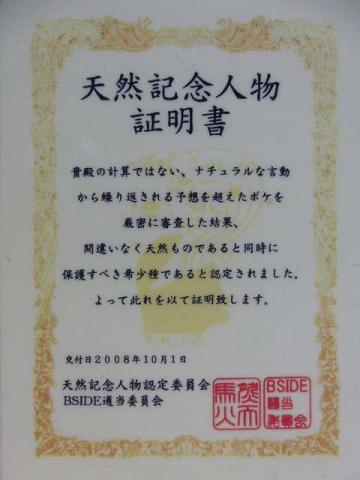 天然記念人物
証明書
貴殿の計算ではない、ナチュラルな言動
から繰り返される予想を超えたボケを
厳密に審査した結果、
間違いなく天然ものであると同時に
保護すべき希少種であると認定されました。
よって此れを以て証明致します。
T.K.J.C.
交付日2008年10月1日
天然記念人物認定委員会
BSIDE適当委員会
BSIDE